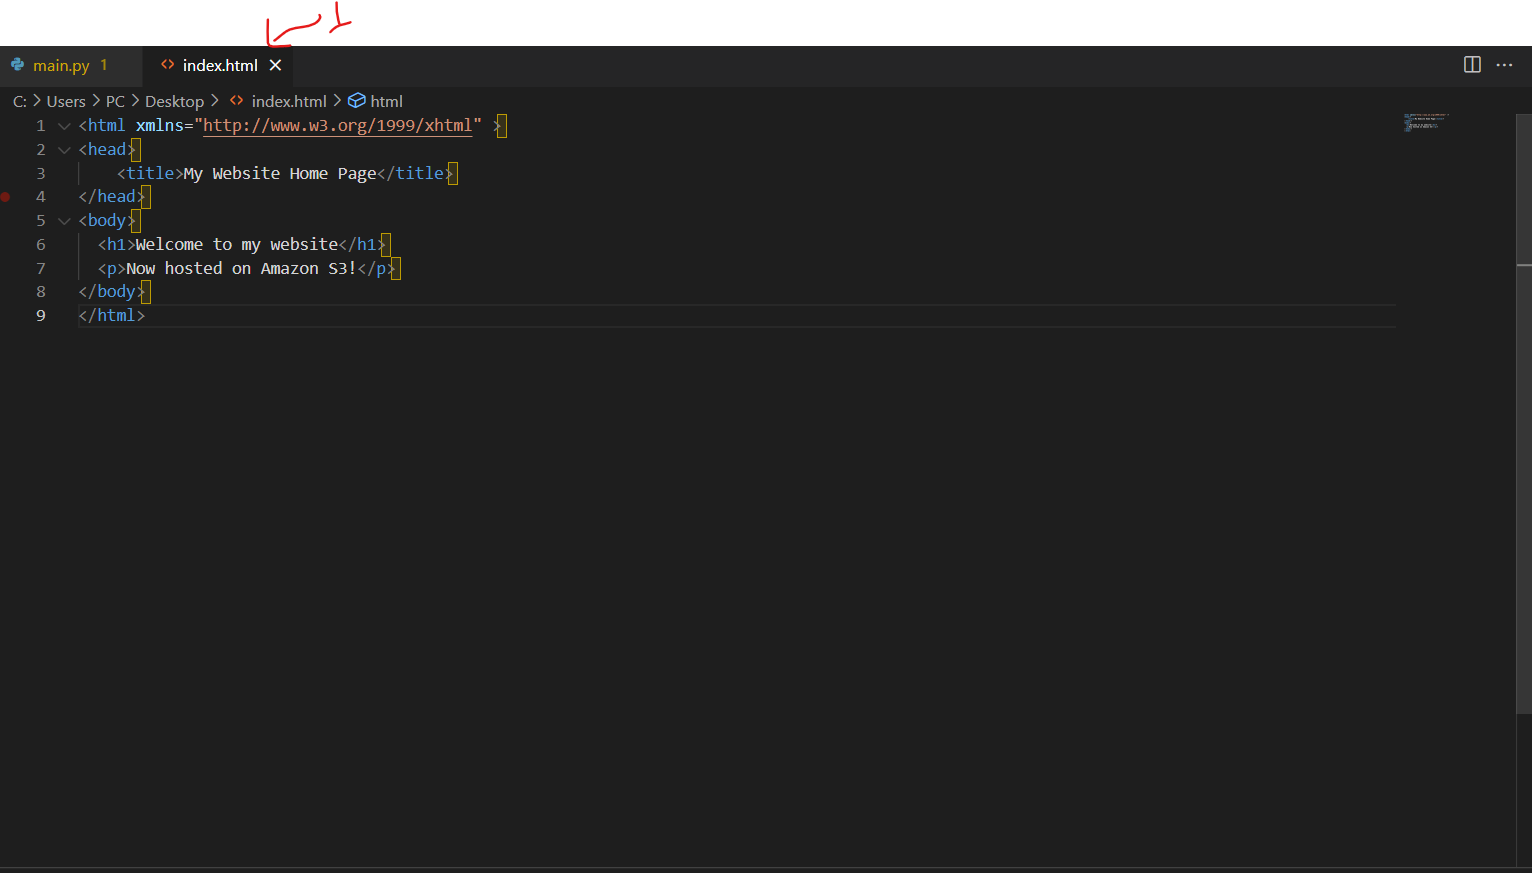 1
main.py 1 index.html
C: > Users > PC > Desktop > index.html > html
1 <html xmlns="http://www.w3.org/1999/xhtml" >
2 <head>
3 <title>My Website Home Page</title>
4 </head>
5 <body>
6 <h1>Welcome to my website</h1>
7 <p>Now hosted on Amazon S3!</p>
8 </body>
9 </html>